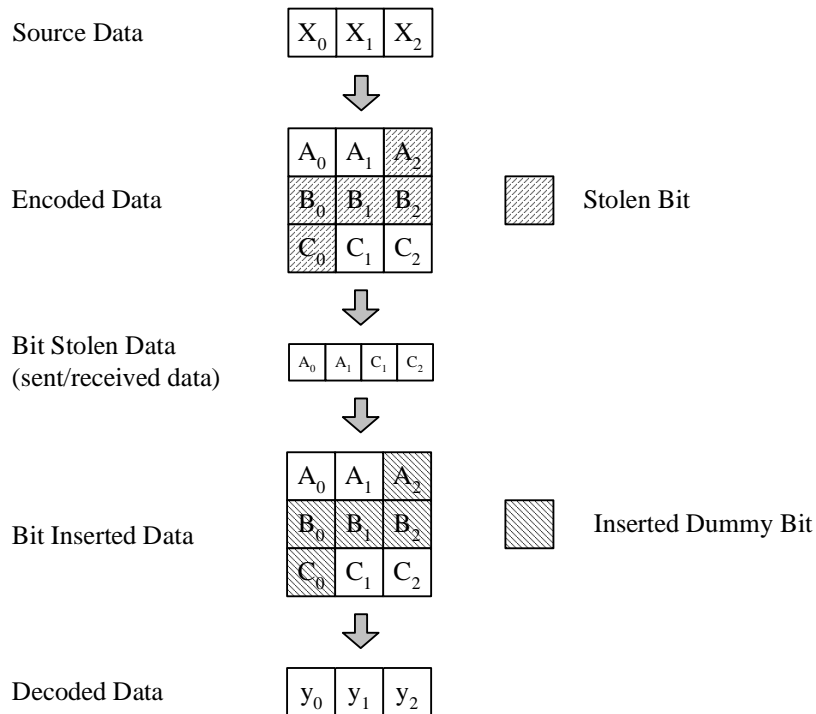 Source Data
X0 X1 X2
A0 A1 A2
Encoded Data
B0 B1 B2
Stolen Bit
C0 C1 C2
Bit Stolen Data
(sent/received data)
A0 A1 C1 C2
A0 A1 A2
Bit Inserted Data
B0 B1 B2
Inserted Dummy Bit
C0 C1 C2
Decoded Data
y0 y1 y2